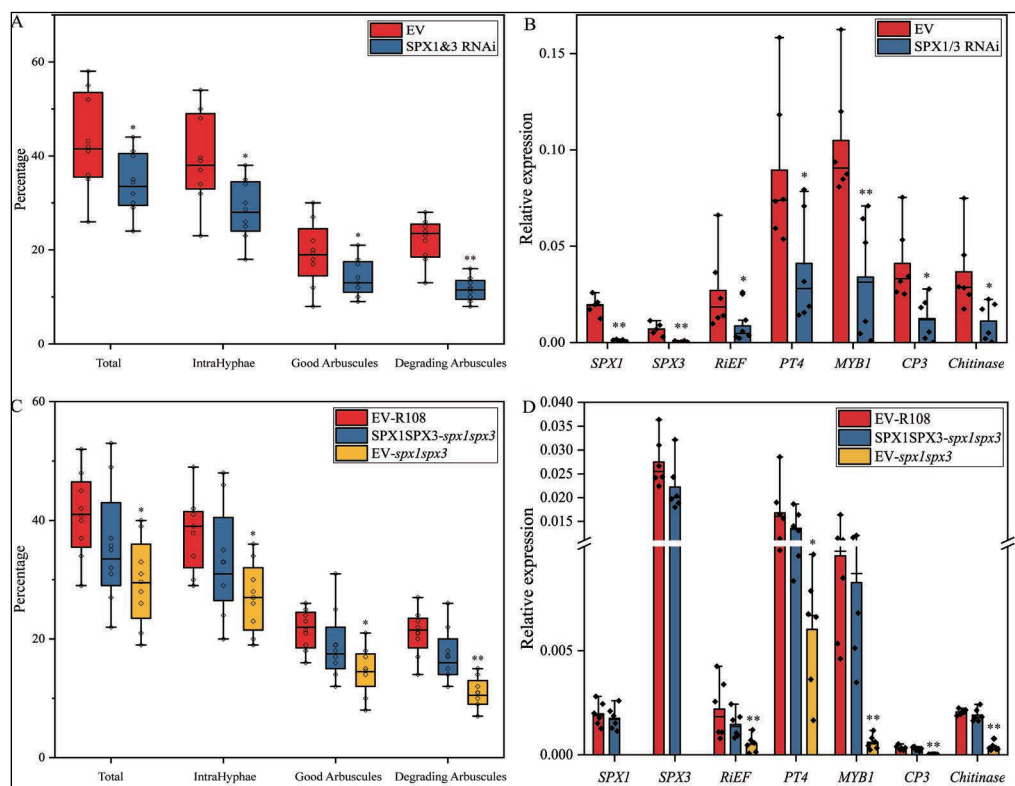 A
EV
SPX1&3 RNAi
Percentage
60
40
20
0
*
*
*
**
Total
IntraHyphae
Good Arbuscules
Degrading Arbuscules
B
EV
SPX1/3 RNAi
Relative expression
0.15
0.10
0.05
0.00
**
**
*
*
**
*
*
SPX1
SPX3
RiEF
PT4
MYB1
CP3
Chitinase
C
EV-R108
SPX1SPX3-spx1spx3
EV-spx1spx3
Percentage
60
40
20
0
*
*
*
**
Total
IntraHyphae
Good Arbuscules
Degrading Arbuscules
D
EV-R108
SPX1SPX3-spx1spx3
EV-spx1spx3
Relative expression
0.040
0.035
0.030
0.025
0.020
0.015
0.005
0.000
**
*
**
**
**
SPX1
SPX3
RiEF
PT4
MYB1
CP3
Chitinase